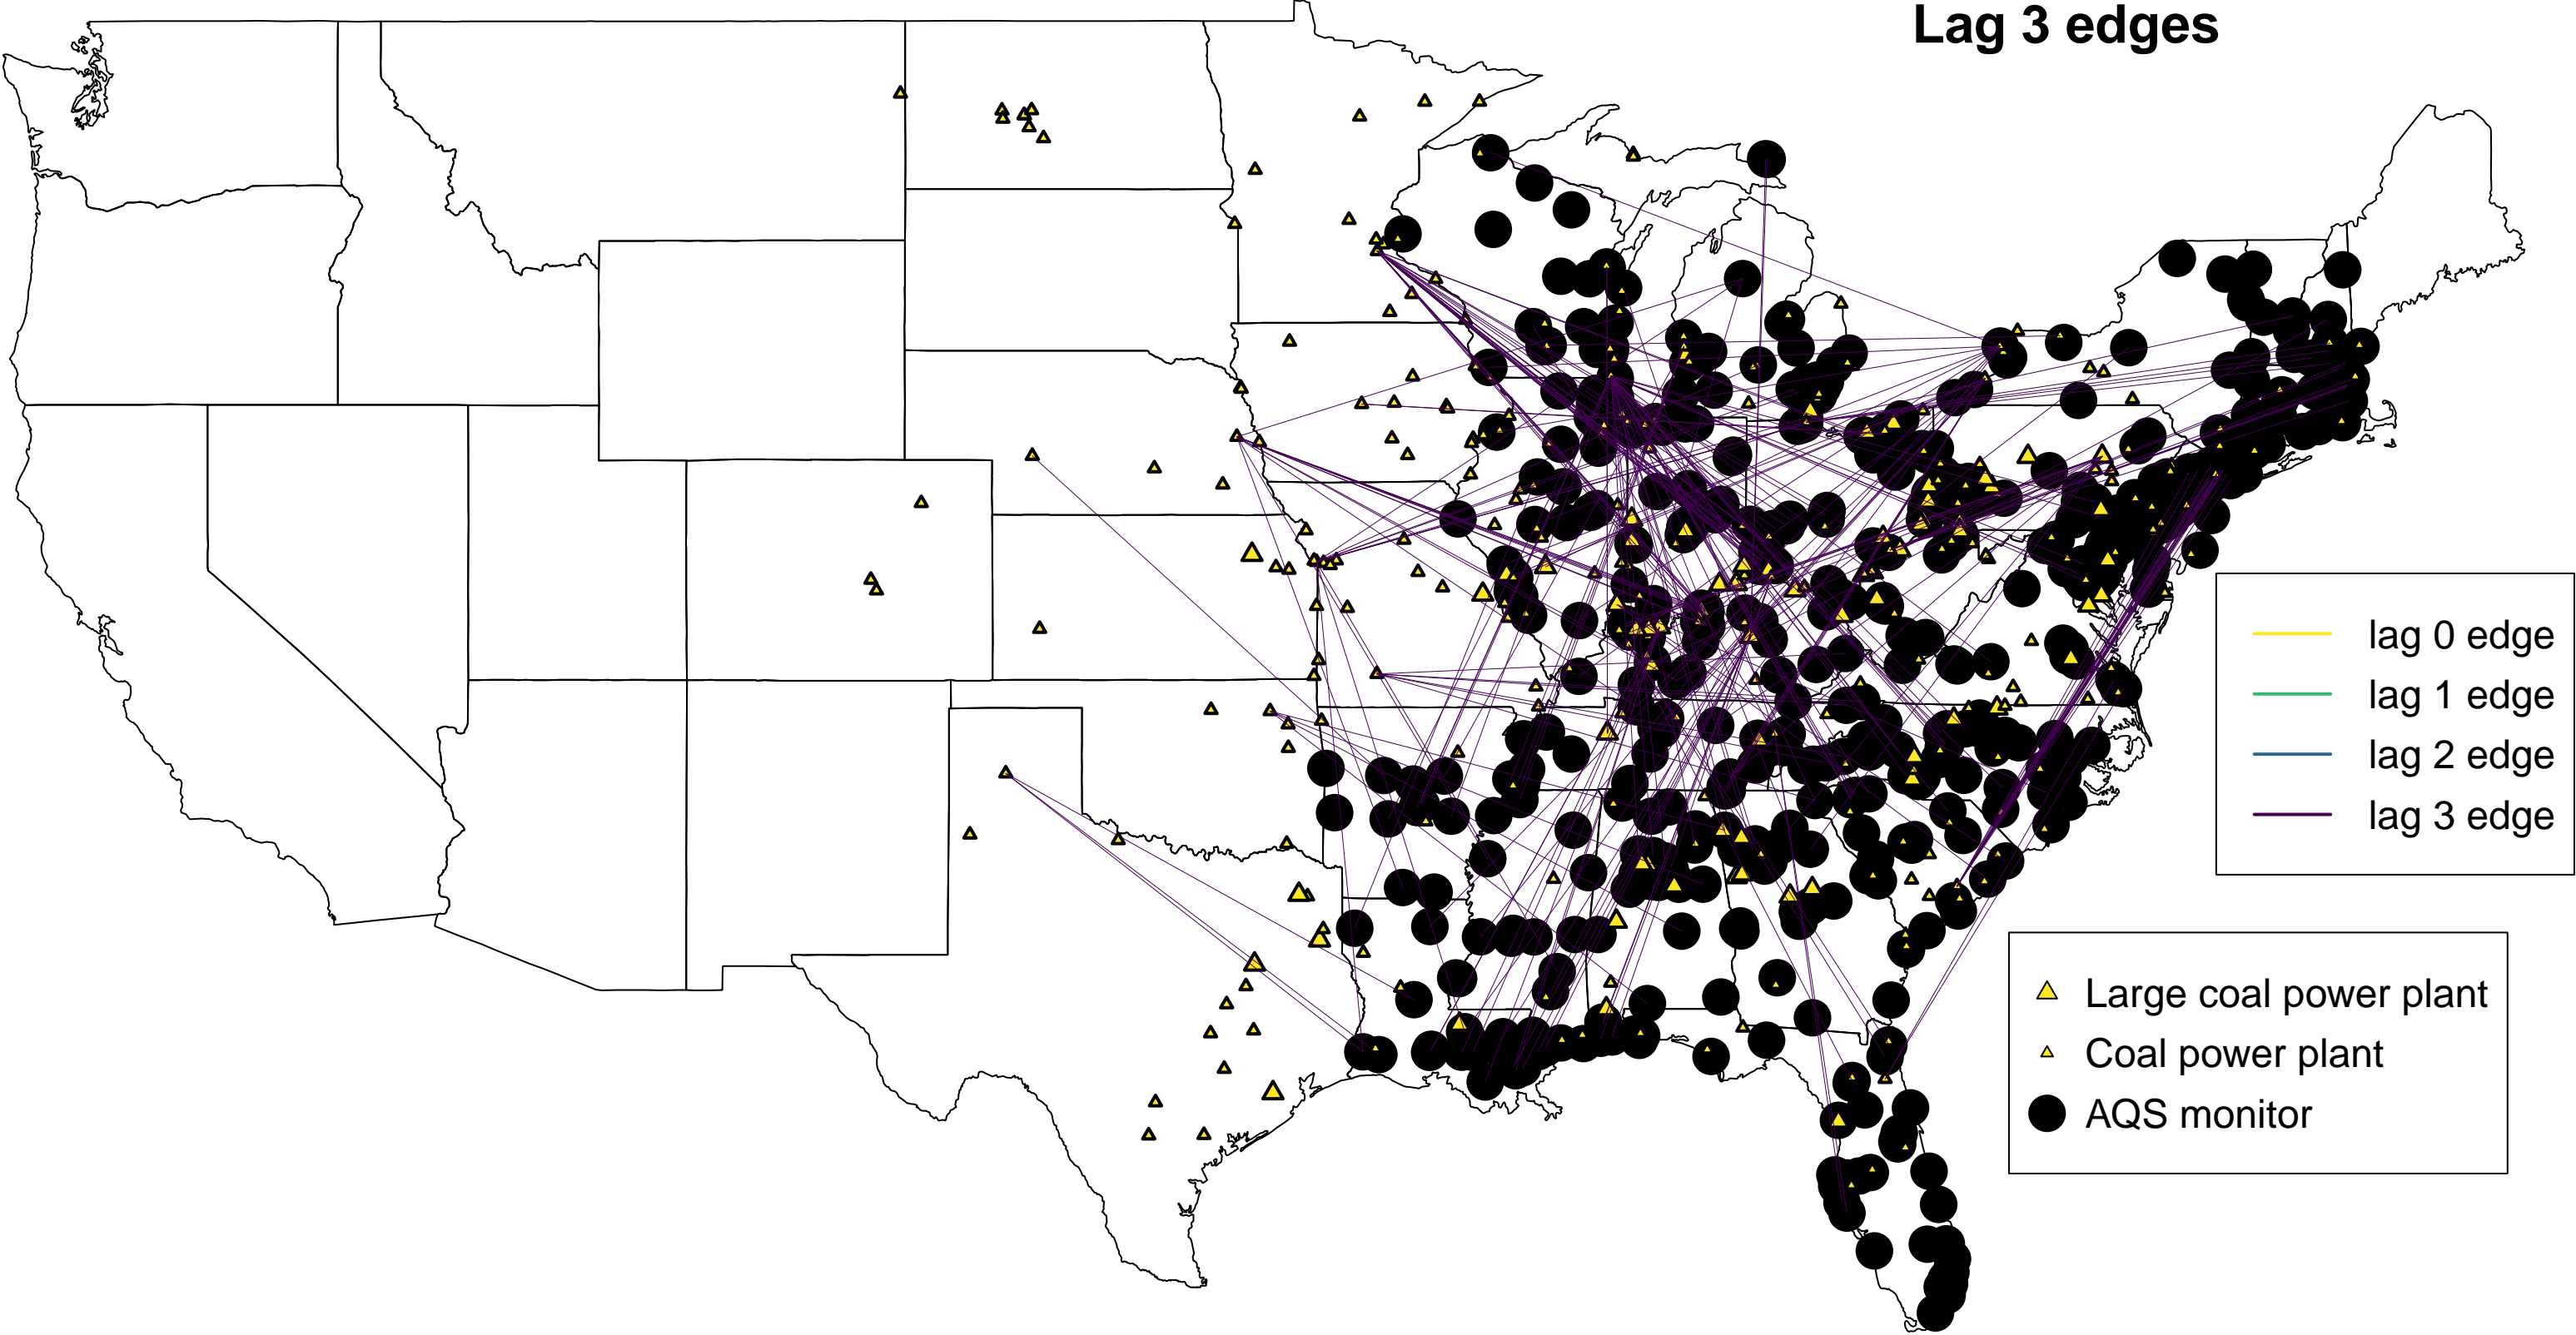 Lag 3 edges
lag 0 edge
lag 1 edge
lag 2 edge
lag 3 edge
Large coal power plant
Coal power plant
AQS monitor